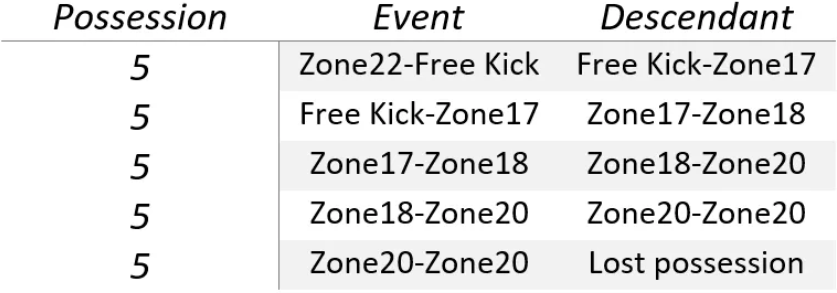 Possession Event Descendant
5 Zone22-Free Kick Free Kick-Zone17
5 Free Kick-Zone17 Zone17-Zone18
5 Zone17-Zone18 Zone18-Zone20
5 Zone18-Zone20 Zone20-Zone20
5 Zone20-Zone20 Lost possession